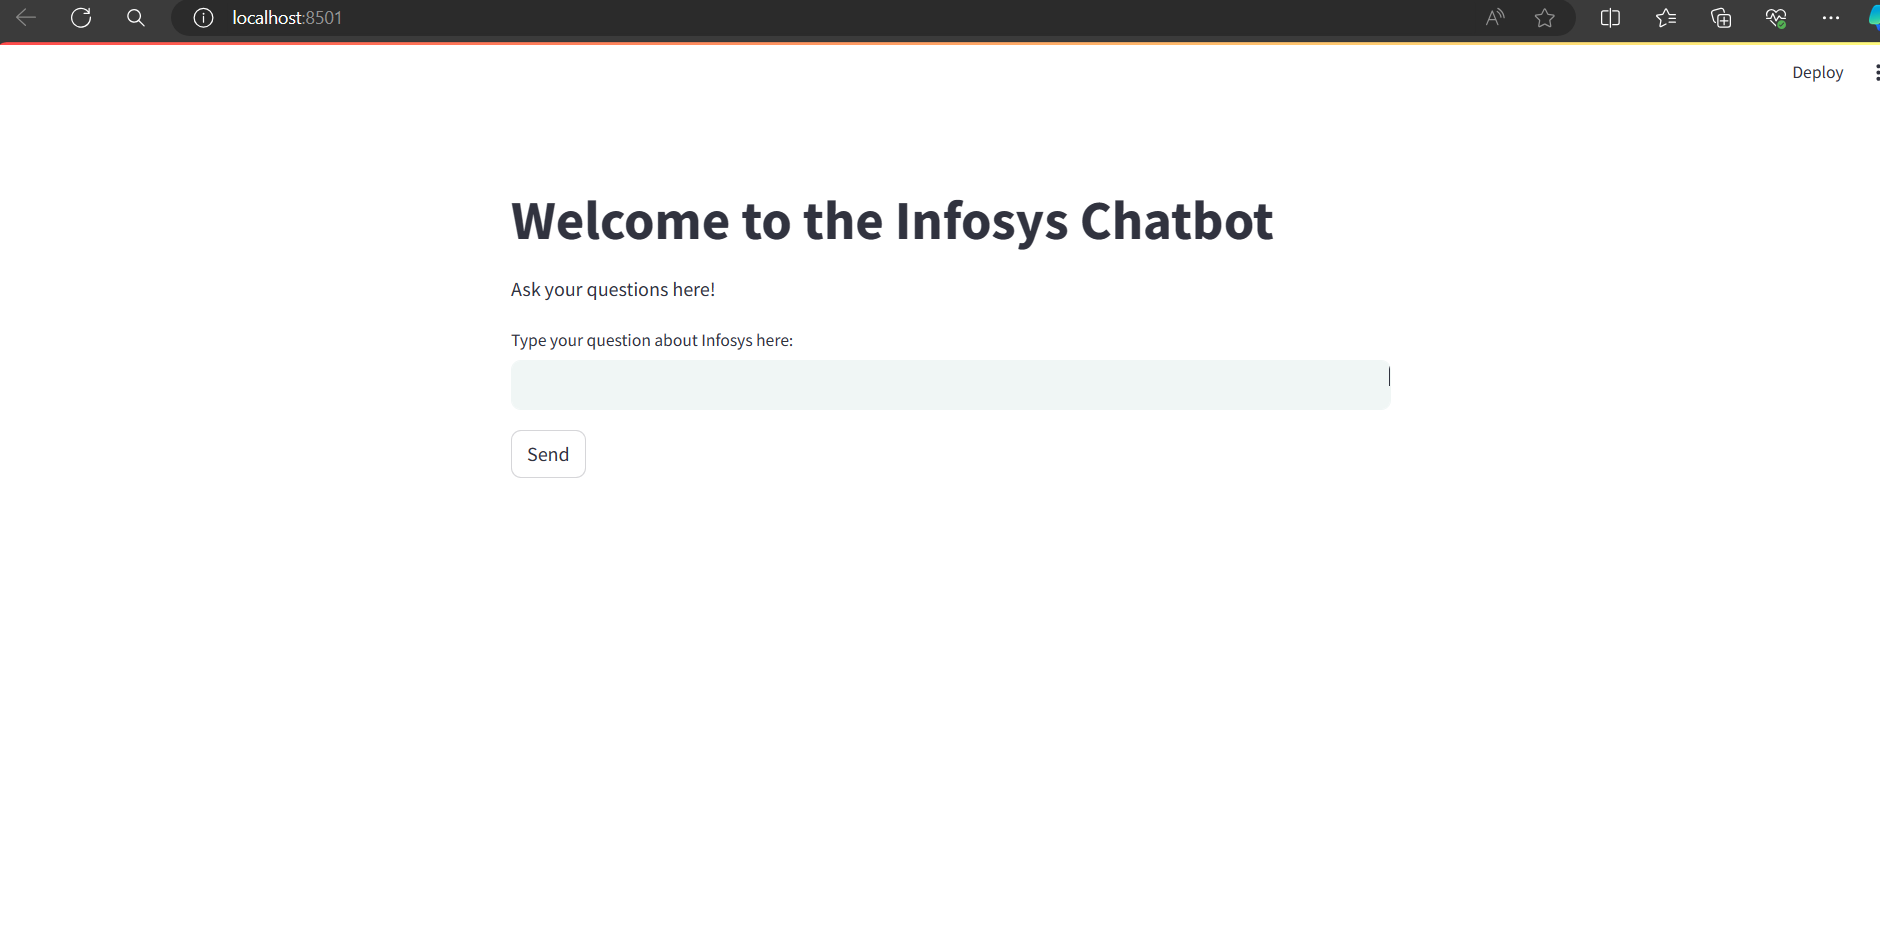 localhost:8501
Deploy
Welcome to the Infosys Chatbot
Ask your questions here!
Type your question about Infosys here:
Send